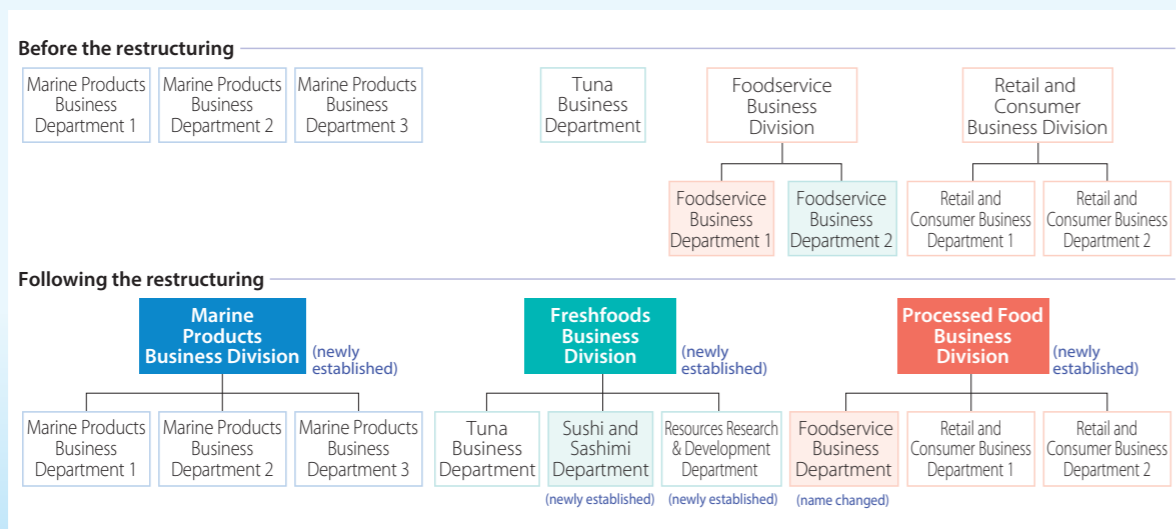 Before the restructuring
Marine Products
Business
Department 1
Marine Products
Business
Department 2
Marine Products
Business
Department 3
Tuna
Business
Department
Foodservice
Business
Division
Retail and
Consumer
Business Division
Foodservice
Business
Department 1
Foodservice
Business
Department 2
Retail and
Consumer Business
Department 1
Retail and
Consumer Business
Department 2
Following the restructuring
Marine
Products
Business Division
(newly
established)
Freshfoods
Business
Division
(newly
established)
Processed Food
Business
Division
(newly
established)
Marine Products
Business
Department 1
Marine Products
Business
Department 2
Marine Products
Business
Department 3
Tuna
Business
Department
Sushi and
Sashimi
Department
(newly established)
Resources Research
& Development
Department
(newly established)
Foodservice
Business
Department
(name changed)
Retail and
Consumer Business
Department 1
Retail and
Consumer Business
Department 2